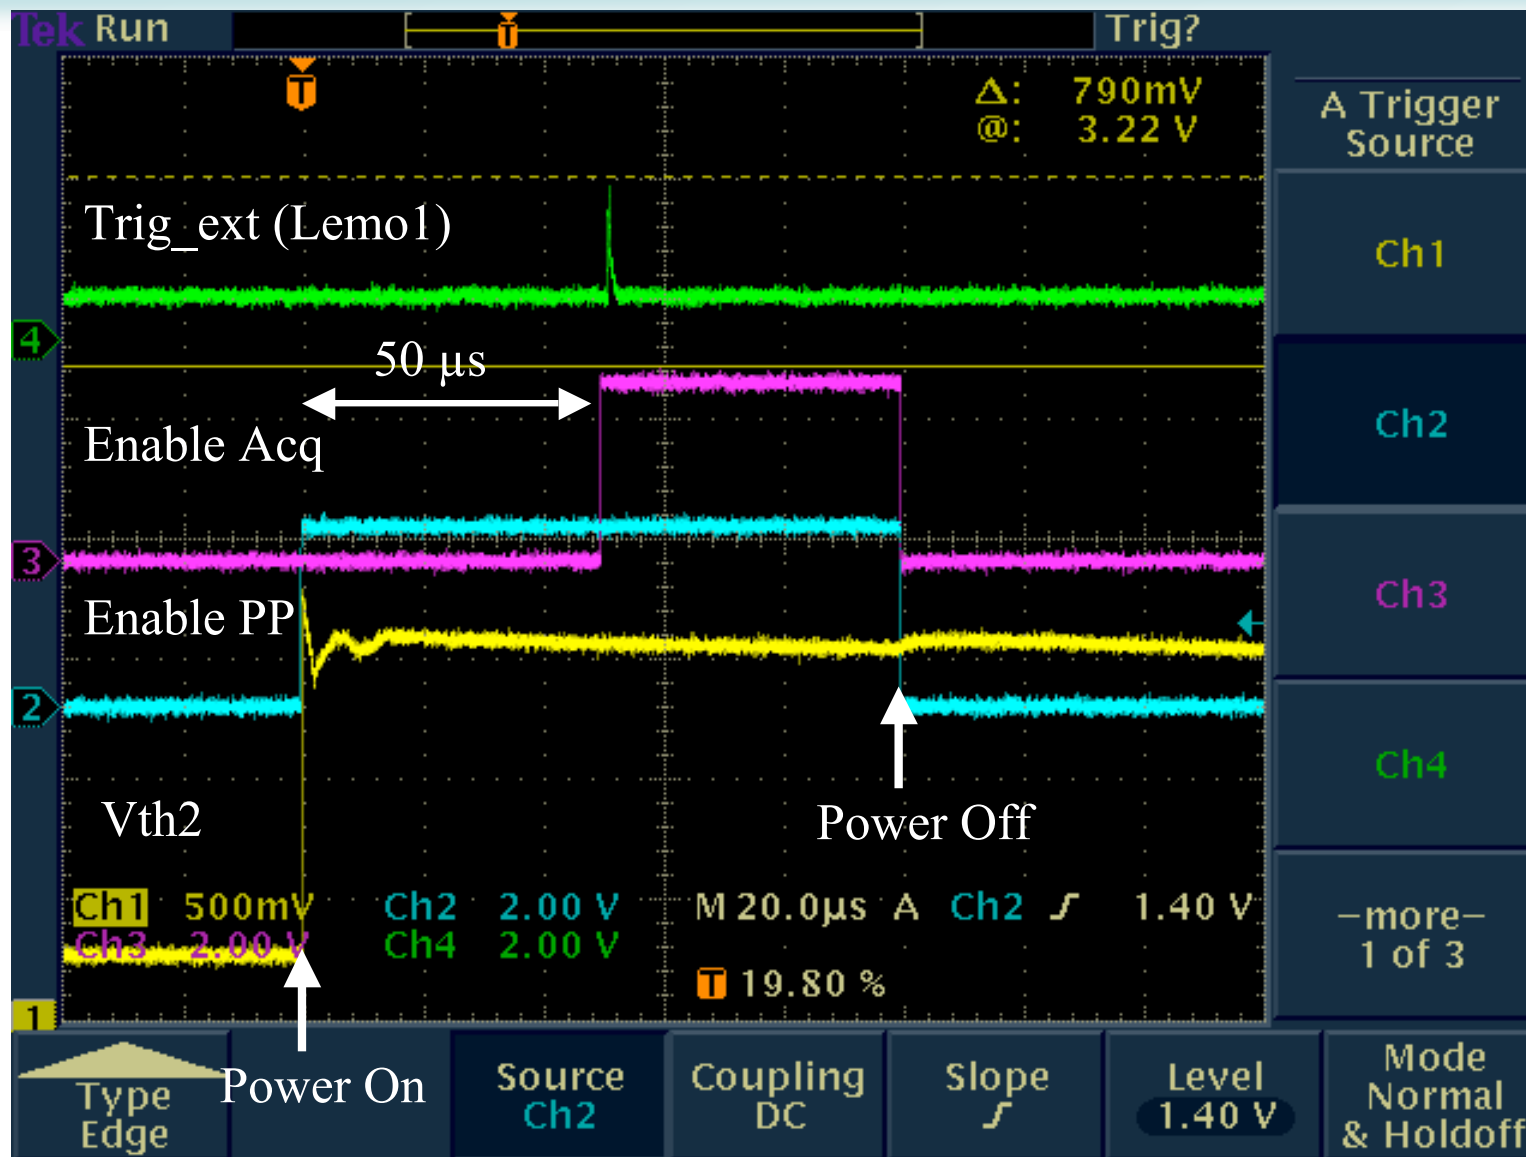 Tek Run Trig?
T
T
Δ: 790mV
@: 3.22 V
A Trigger
Source
Trig_ext (Lemo1)
Ch1
4
50 μs
Ch2
Enable Acq
3
Ch3
Enable PP
2
Ch4
Vth2
Power Off
Ch1 500mV Ch2 2.00 V M 20.0μs A Ch2 1.40 V
Ch3 2.00 V Ch4 2.00 V
T 19.80 %
-more-
1 of 3
1
Power On
Type
Edge
Source
Ch2
Coupling
DC
Slope
Level
1.40 V
Mode
Normal
& Holdoff